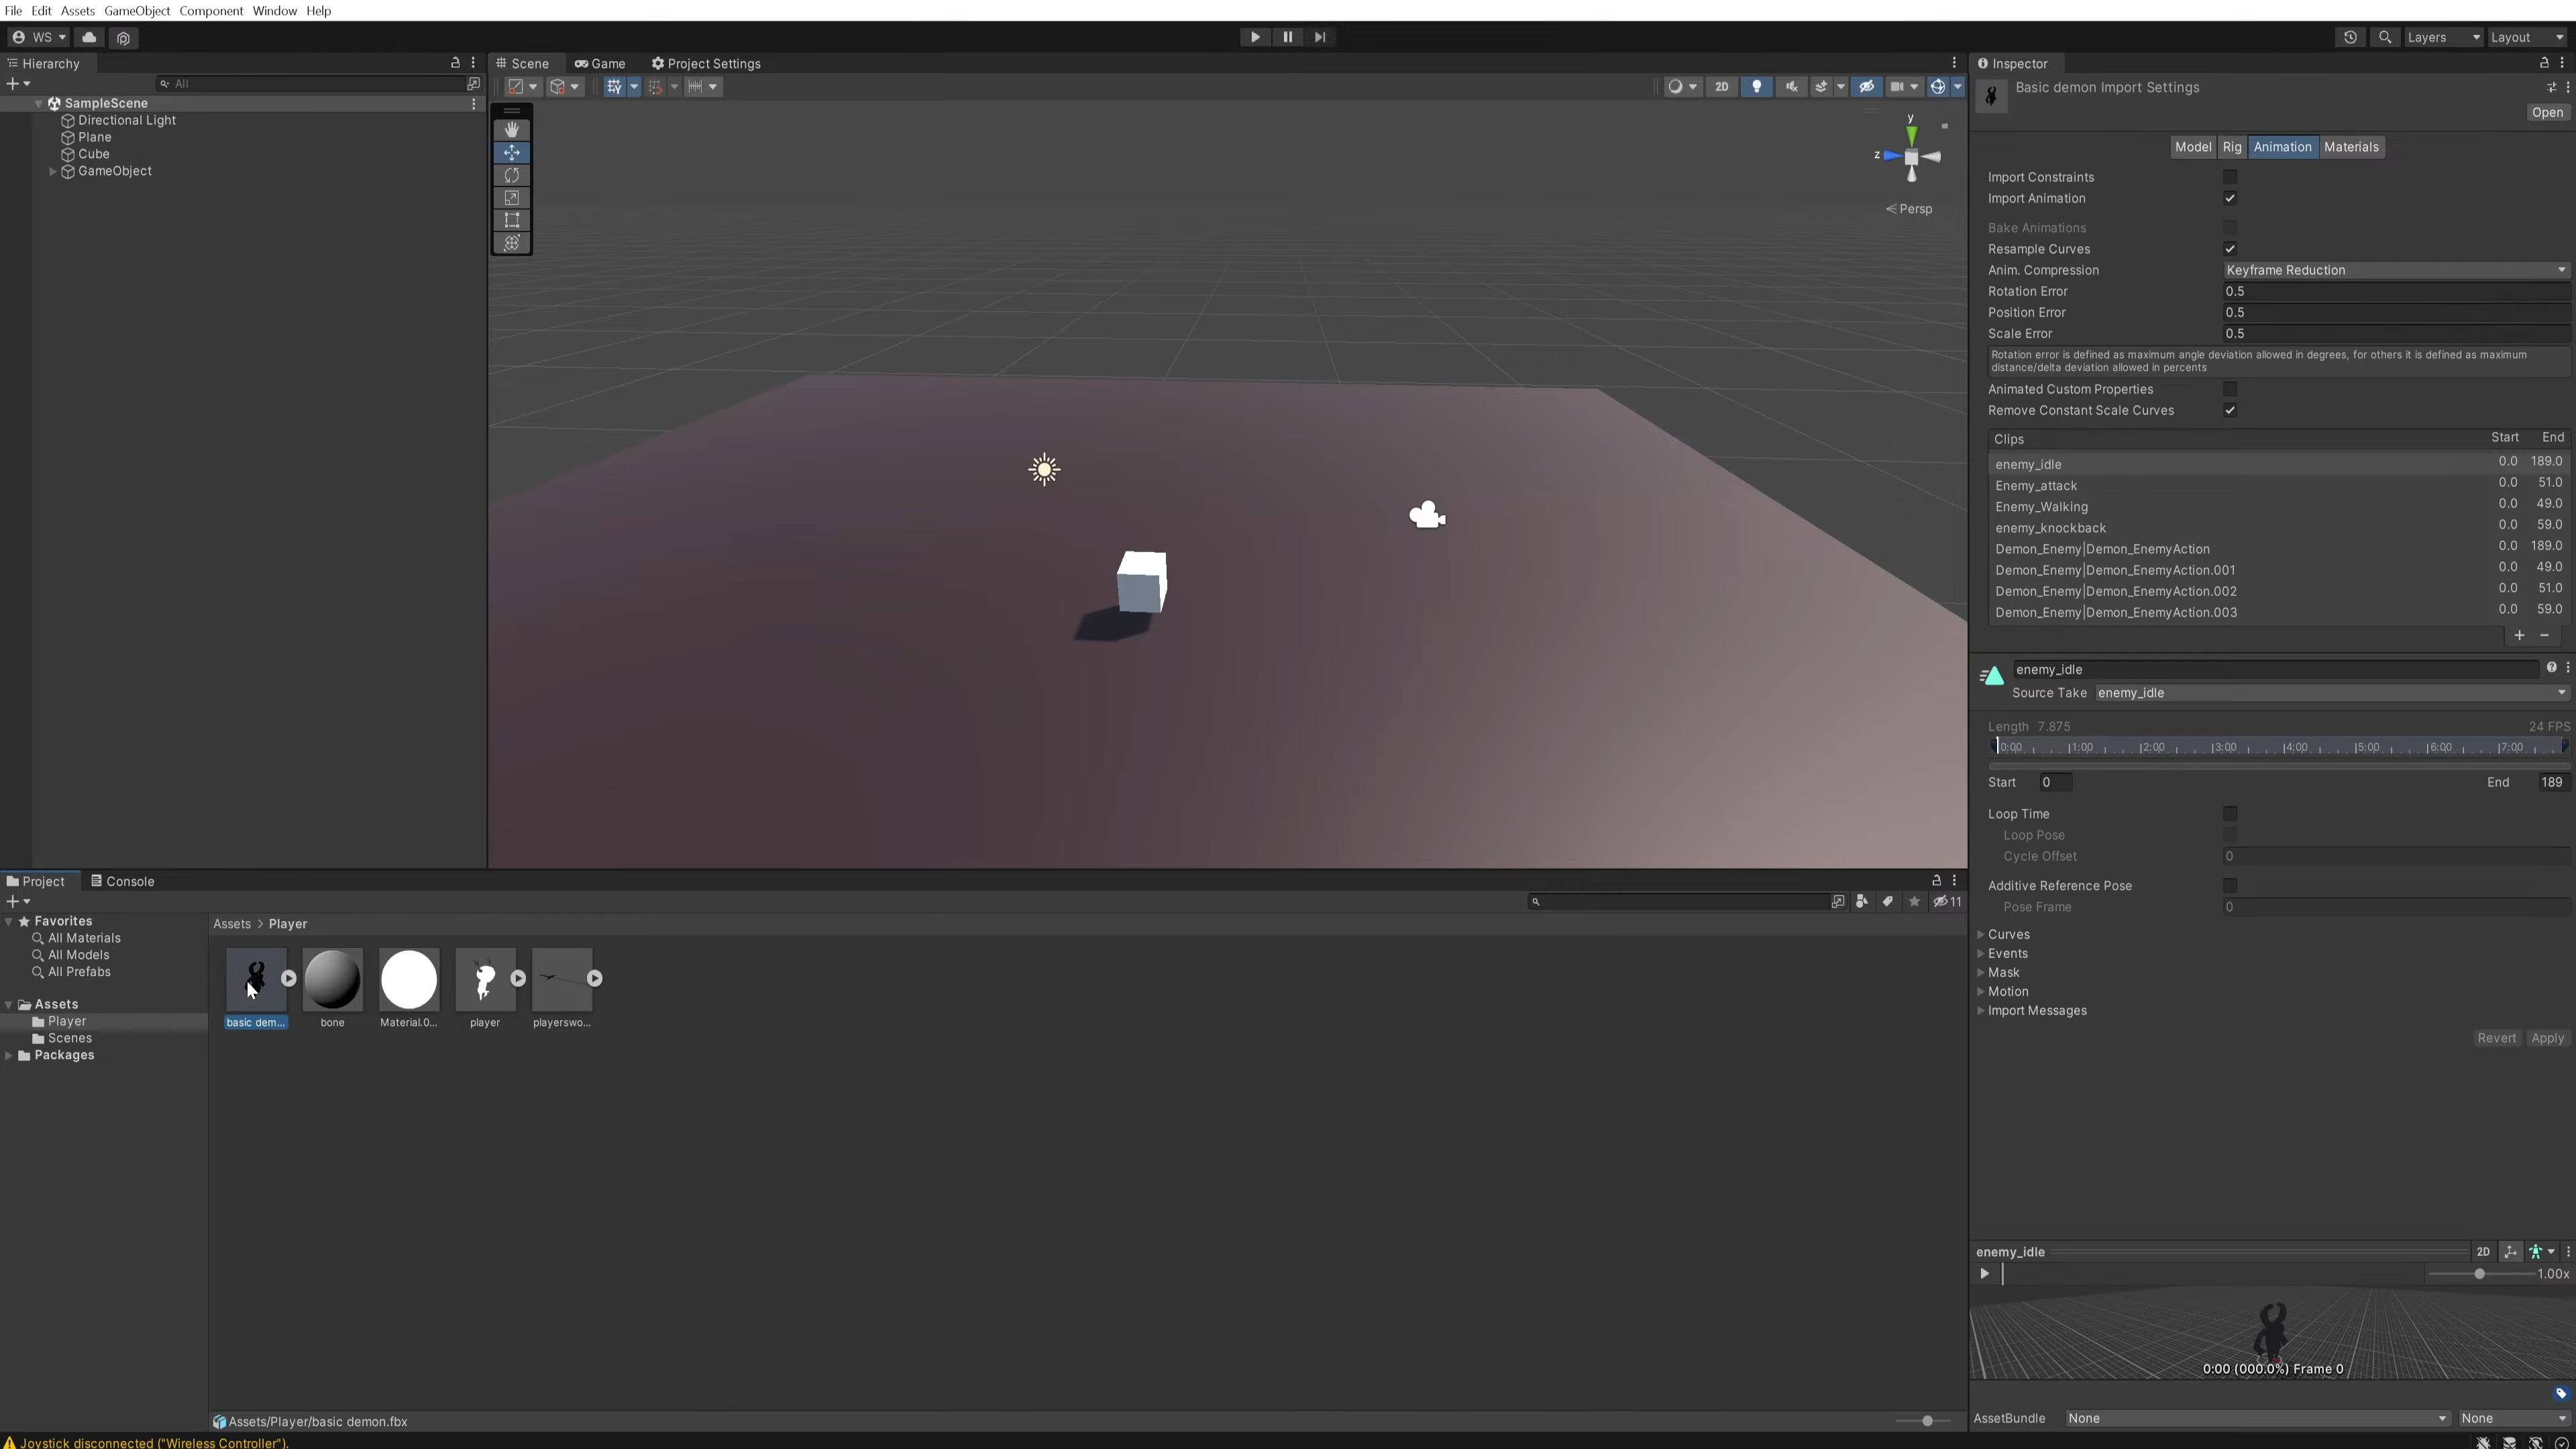 File Edit Assets GameObject Component Window Help
WS
Layers Layout
Hierarchy
All
SampleScene
Directional Light
Plane
Cube
GameObject
Scene Game Project Settings
2D
y
z
Persp
Inspector
Basic demon Import Settings
Open
Model Rig Animation Materials
Import Constraints
Import Animation
Bake Animations
Resample Curves
Anim. Compression Keyframe Reduction
Rotation Error 0.5
Position Error 0.5
Scale Error 0.5
Rotation error is defined as maximum angle deviation allowed in degrees, for others it is defined as maximum
distance/delta deviation allowed in percents
Animated Custom Properties
Remove Constant Scale Curves
Clips Start End
enemy_idle 0.0 189.0
Enemy_attack 0.0 51.0
Enemy_Walking 0.0 49.0
enemy_knockback 0.0 59.0
Demon_Enemy|Demon_EnemyAction 0.0 189.0
Demon_Enemy|Demon_EnemyAction.001 0.0 49.0
Demon_Enemy|Demon_EnemyAction.002 0.0 51.0
Demon_Enemy|Demon_EnemyAction.003 0.0 59.0
enemy_idle
Source Take enemy_idle
Length 7.875 24 FPS
0:00 1:00 2:00 3:00 4:00 5:00 6:00 7:00
Start 0 End 189
Loop Time
Loop Pose
Cycle Offset 0
Additive Reference Pose
Pose Frame 0
Curves
Events
Mask
Motion
Import Messages
Revert Apply
enemy_idle 2D
1.00x
0:00 (000.0%) Frame 0
AssetBundle None None
Project Console
11
Favorites
All Materials
All Models
All Prefabs
Assets
Player
Scenes
Packages
Assets > Player
basic dem... bone Material.0... player playerswo...
Assets/Player/basic demon.fbx
Joystick disconnected ("Wireless Controller").